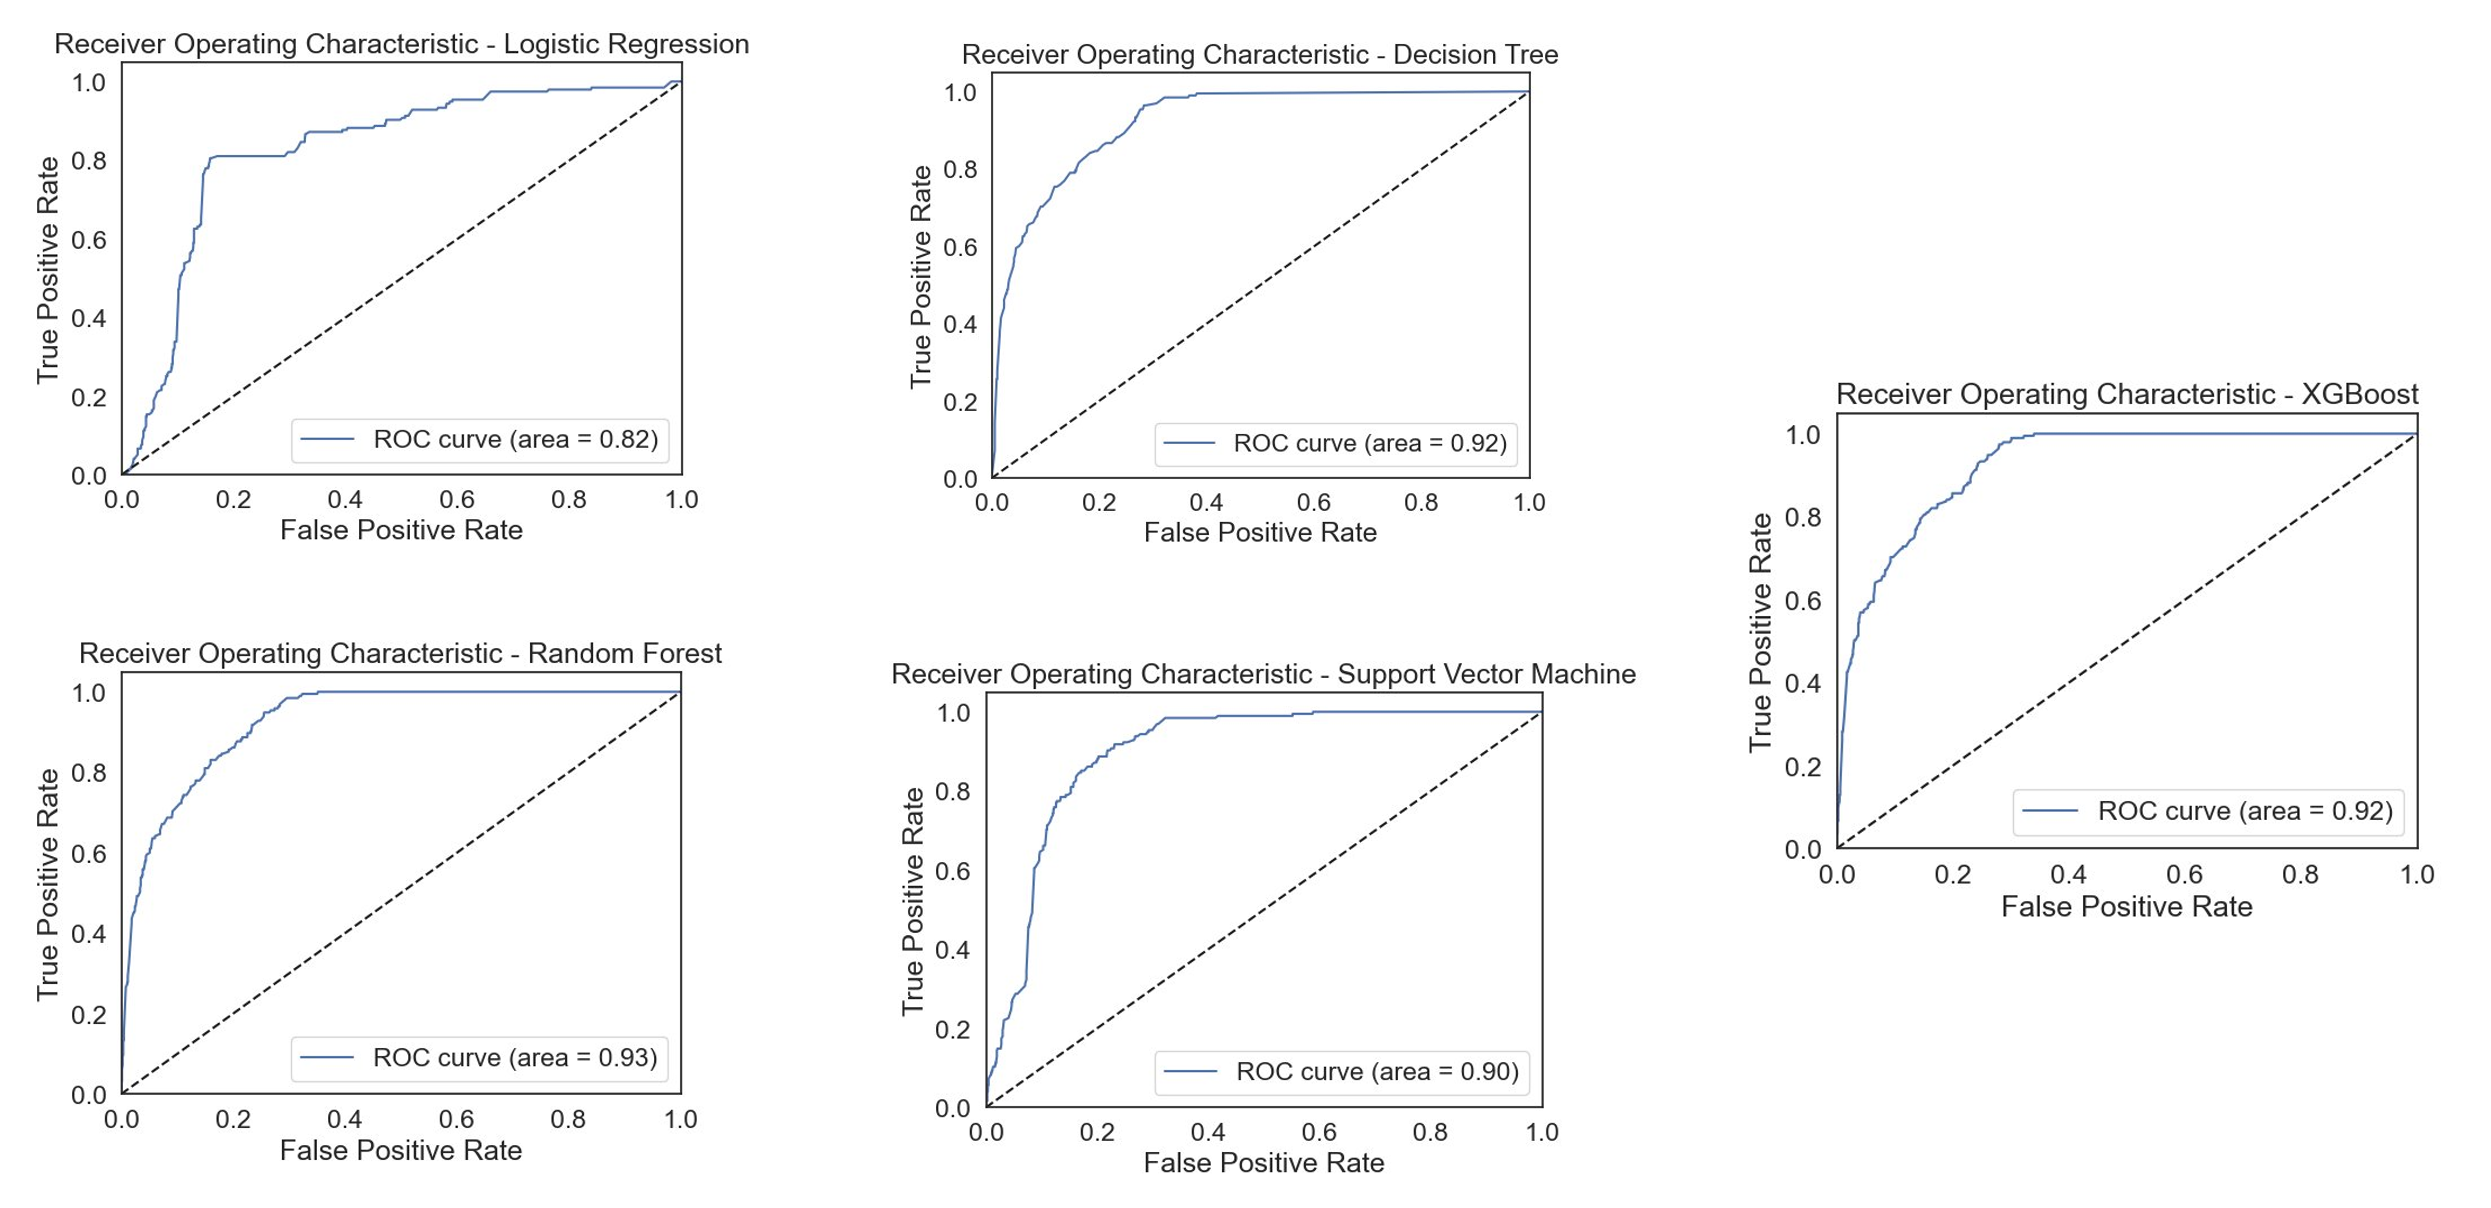 Receiver Operating Characteristic - Logistic Regression
True Positive Rate
1.0
0.8
0.6
0.4
0.2
0.0
ROC curve (area = 0.82)
0.0 0.2 0.4 0.6 0.8 1.0
False Positive Rate
Receiver Operating Characteristic - Decision Tree
True Positive Rate
1.0
0.8
0.6
0.4
0.2
0.0
ROC curve (area = 0.92)
0.0 0.2 0.4 0.6 0.8 1.0
False Positive Rate
Receiver Operating Characteristic - XGBoost
True Positive Rate
1.0
0.8
0.6
0.4
0.2
0.0
ROC curve (area = 0.92)
0.0 0.2 0.4 0.6 0.8 1.0
False Positive Rate
Receiver Operating Characteristic - Random Forest
True Positive Rate
1.0
0.8
0.6
0.4
0.2
0.0
ROC curve (area = 0.93)
0.0 0.2 0.4 0.6 0.8 1.0
False Positive Rate
Receiver Operating Characteristic - Support Vector Machine
True Positive Rate
1.0
0.8
0.6
0.4
0.2
0.0
ROC curve (area = 0.90)
0.0 0.2 0.4 0.6 0.8 1.0
False Positive Rate